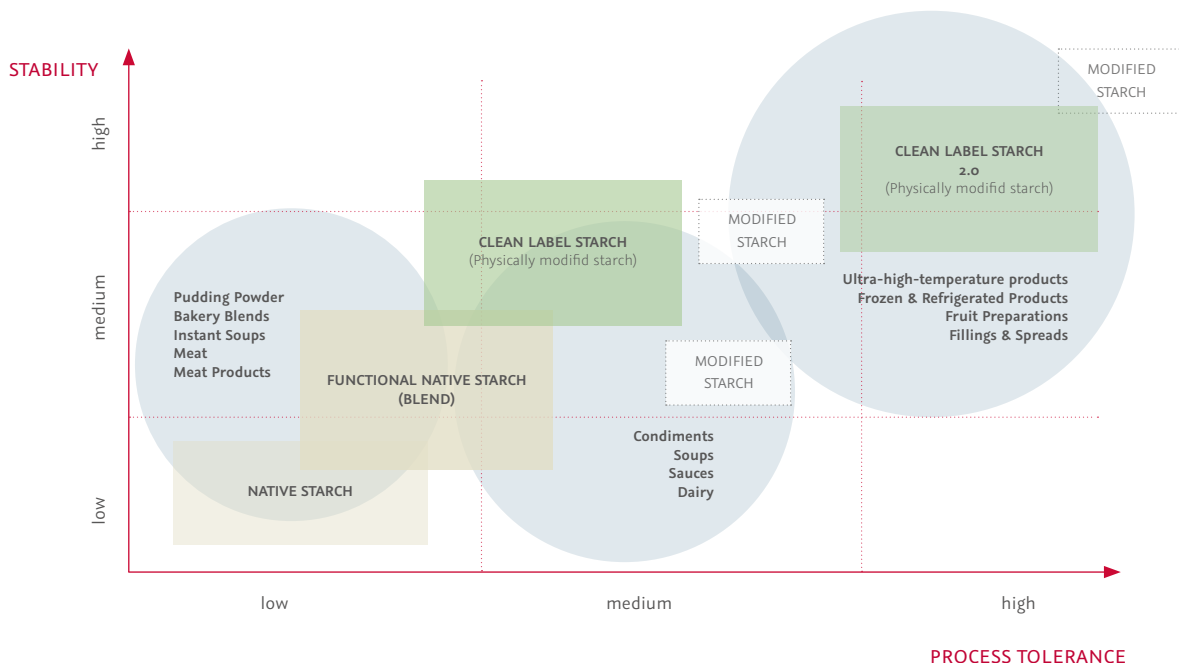 STABILITY
high
medium
low
MODIFIED
STARCH
CLEAN LABEL STARCH
2.0
(Physically modifid starch)
MODIFIED
STARCH
CLEAN LABEL STARCH
(Physically modifid starch)
Ultra-high-temperature products
Frozen & Refrigerated Products
Fruit Preparations
Fillings & Spreads
Pudding Powder
Bakery Blends
Instant Soups
Meat
Meat Products
MODIFIED
STARCH
FUNCTIONAL NATIVE STARCH
(BLEND)
Condiments
Soups
Sauces
Dairy
NATIVE STARCH
low
medium
high
PROCESS TOLERANCE